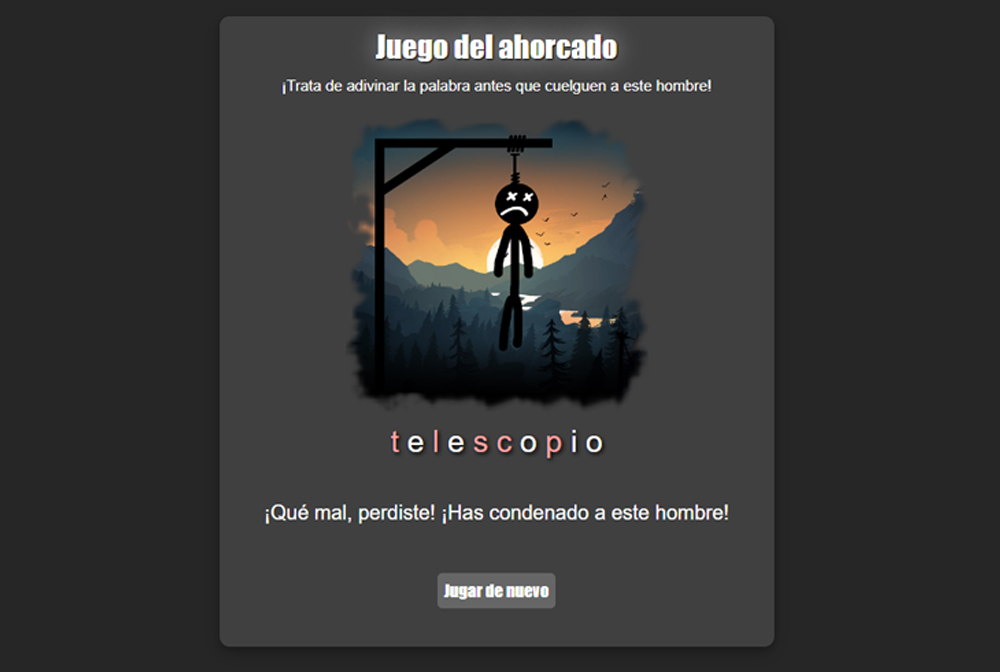 Juego del ahorcado
¡Trata de adivinar la palabra antes que cuelguen a este hombre!
telescopio
¡Qué mal, perdiste! ¡Has condenado a este hombre!
Jugar de nuevo